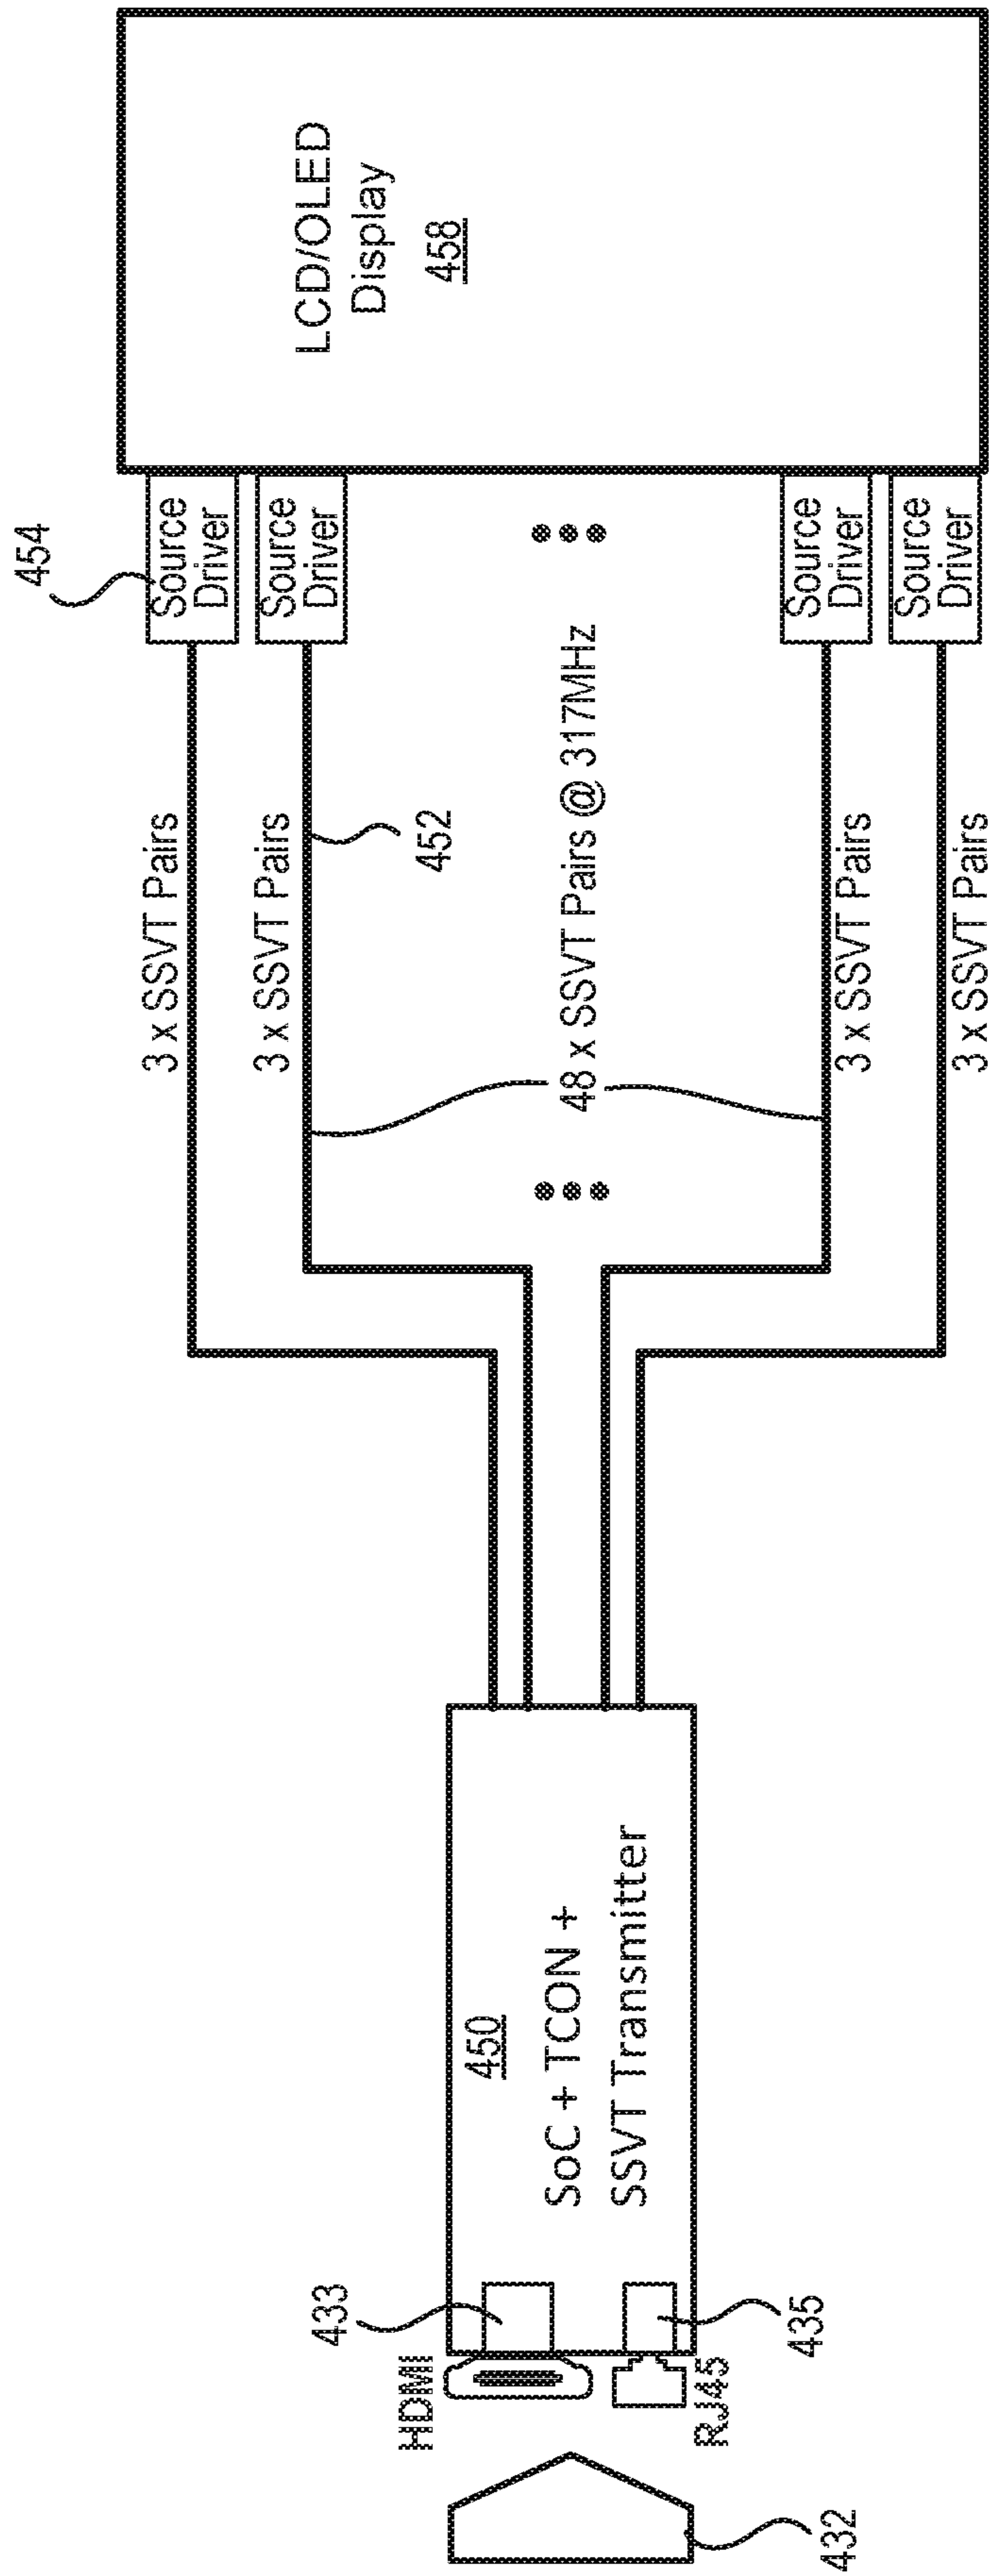 432
HDMI
RJ45
433
435
450
SoC + TCON +
SSVT Transmitter
3 x SSVT Pairs
3 x SSVT Pairs
452
48 x SSVT Pairs @ 317MHz
3 x SSVT Pairs
3 x SSVT Pairs
454
Source
Driver
Source
Driver
Source
Driver
Source
Driver
LCD/OLED
Display
458